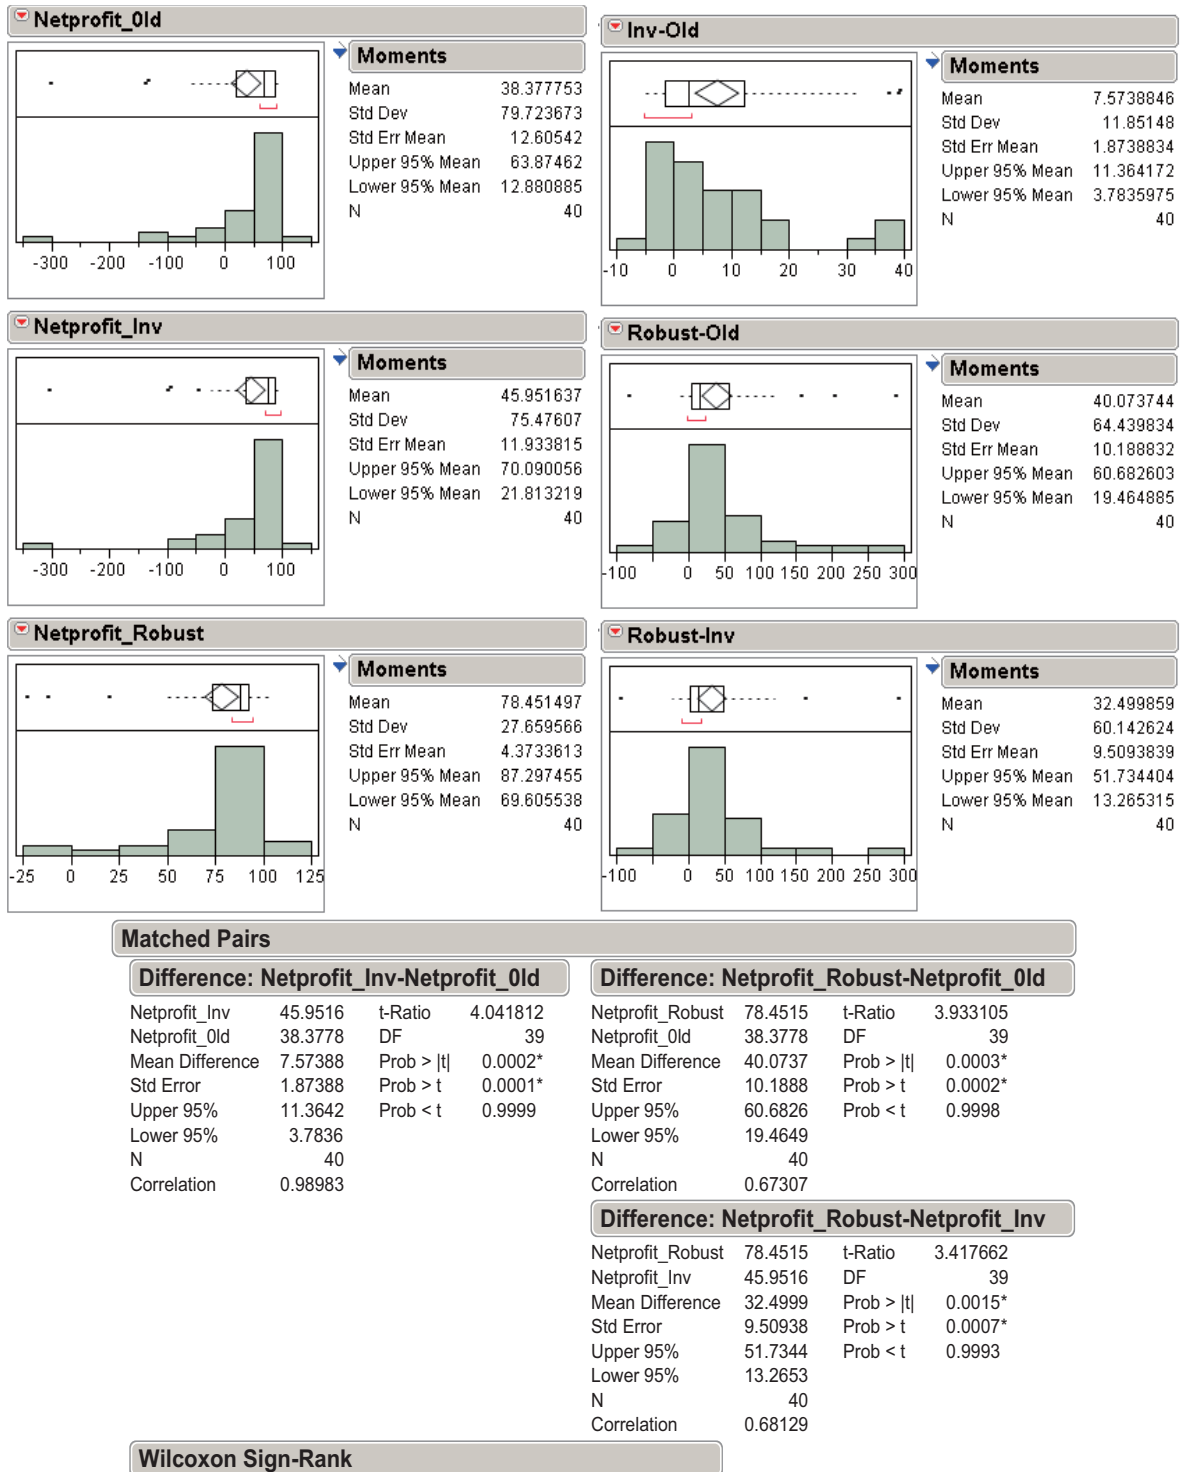 Netprofit_0ld
Moments
Mean 38.377753
Std Dev 79.723673
Std Err Mean 12.60542
Upper 95% Mean 63.87462
Lower 95% Mean 12.880885
N 40
-300 -200 -100 0 100
Inv-Old
Moments
Mean 7.5738846
Std Dev 11.85148
Std Err Mean 1.8738834
Upper 95% Mean 11.364172
Lower 95% Mean 3.7835975
N 40
-10 0 10 20 30 40
Netprofit_Inv
Moments
Mean 45.951637
Std Dev 75.47607
Std Err Mean 11.933815
Upper 95% Mean 70.090056
Lower 95% Mean 21.813219
N 40
-300 -200 -100 0 100
Robust-Old
Moments
Mean 40.073744
Std Dev 64.439834
Std Err Mean 10.188832
Upper 95% Mean 60.682603
Lower 95% Mean 19.464885
N 40
-100 0 50 100 150 200 250 300
Netprofit_Robust
Moments
Mean 78.451497
Std Dev 27.659566
Std Err Mean 4.3733613
Upper 95% Mean 87.297455
Lower 95% Mean 69.605538
N 40
-25 0 25 50 75 100 125
Robust-Inv
Moments
Mean 32.499859
Std Dev 60.142624
Std Err Mean 9.5093839
Upper 95% Mean 51.734404
Lower 95% Mean 13.265315
N 40
-100 0 50 100 150 200 250 300
Matched Pairs
Difference: Netprofit_Inv-Netprofit_0ld
Netprofit_Inv 45.9516 t-Ratio 4.041812
Netprofit_0ld 38.3778 DF 39
Mean Difference 7.57388 Prob > |t| 0.0002*
Std Error 1.87388 Prob > t 0.0001*
Upper 95% 11.3642 Prob < t 0.9999
Lower 95% 3.7836
N 40
Correlation 0.98983
Difference: Netprofit_Robust-Netprofit_0ld
Netprofit_Robust 78.4515 t-Ratio 3.933105
Netprofit_0ld 38.3778 DF 39
Mean Difference 40.0737 Prob > |t| 0.0003*
Std Error 10.1888 Prob > t 0.0002*
Upper 95% 60.6826 Prob < t 0.9998
Lower 95% 19.4649
N 40
Correlation 0.67307
Difference: Netprofit_Robust-Netprofit_Inv
Netprofit_Robust 78.4515 t-Ratio 3.417662
Netprofit_Inv 45.9516 DF 39
Mean Difference 32.4999 Prob > |t| 0.0015*
Std Error 9.50938 Prob > t 0.0007*
Upper 95% 51.7344 Prob < t 0.9993
Lower 95% 13.2653
N 40
Correlation 0.68129
Wilcoxon Sign-Rank